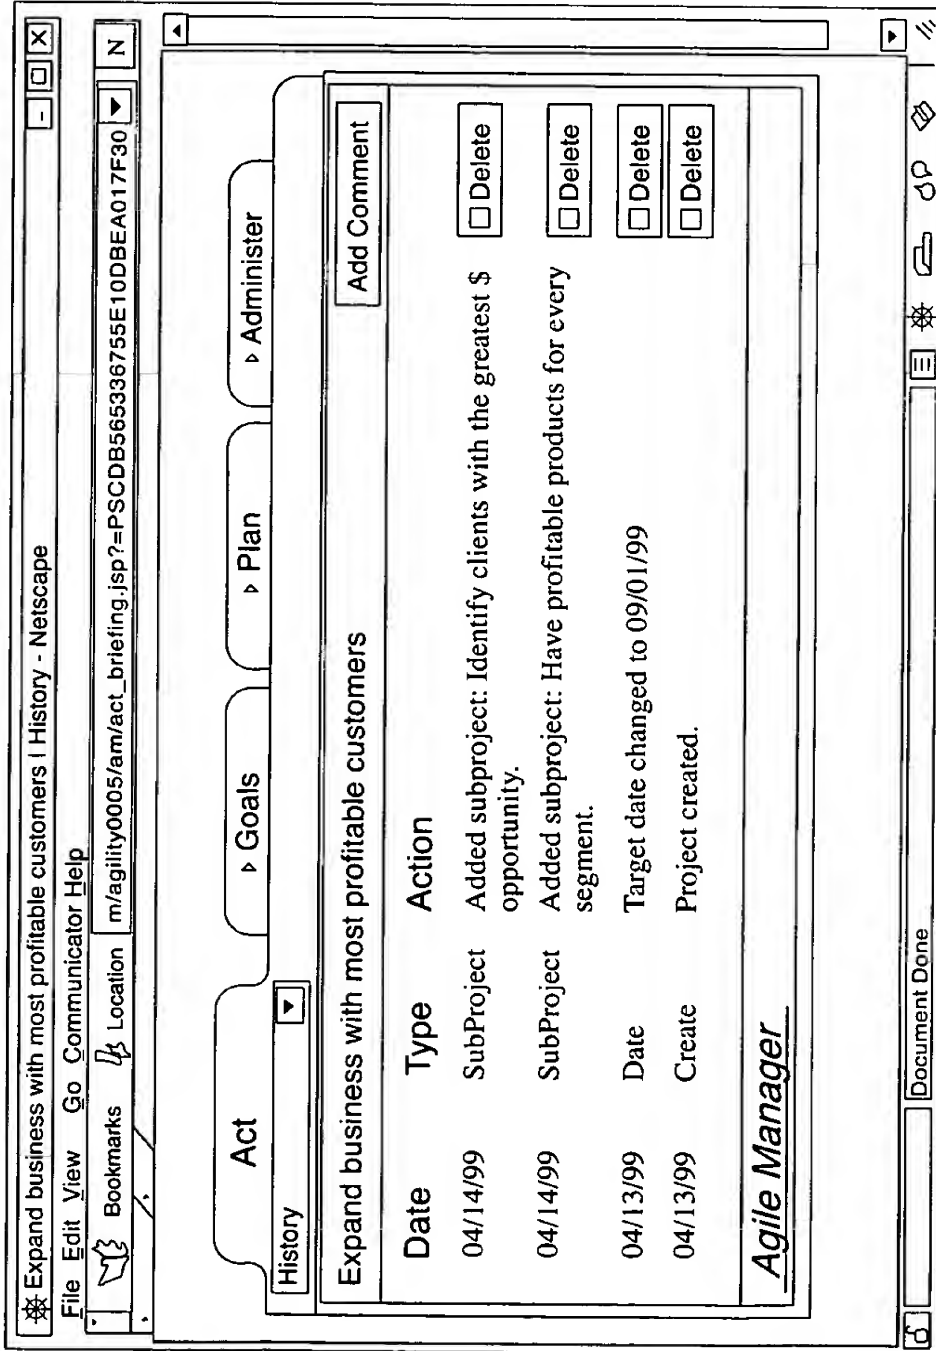 Expand business with most profitable customers | History - Netscape
File Edit View Go Communicator Help
Bookmarks Location m/agility0005/am/act_briefing.jsp?=PSCDB565336755E10DBEA017F30 N
Act Goals Plan Administer
History
Expand business with most profitable customers Add Comment
Date Type Action
04/14/99 SubProject Added subproject: Identify clients with the greatest $ Delete
opportunity.
04/14/99 SubProject Added subproject: Have profitable products for every Delete
segment.
04/13/99 Date Target date changed to 09/01/99 Delete
04/13/99 Create Project created. Delete
Agile Manager
Document Done